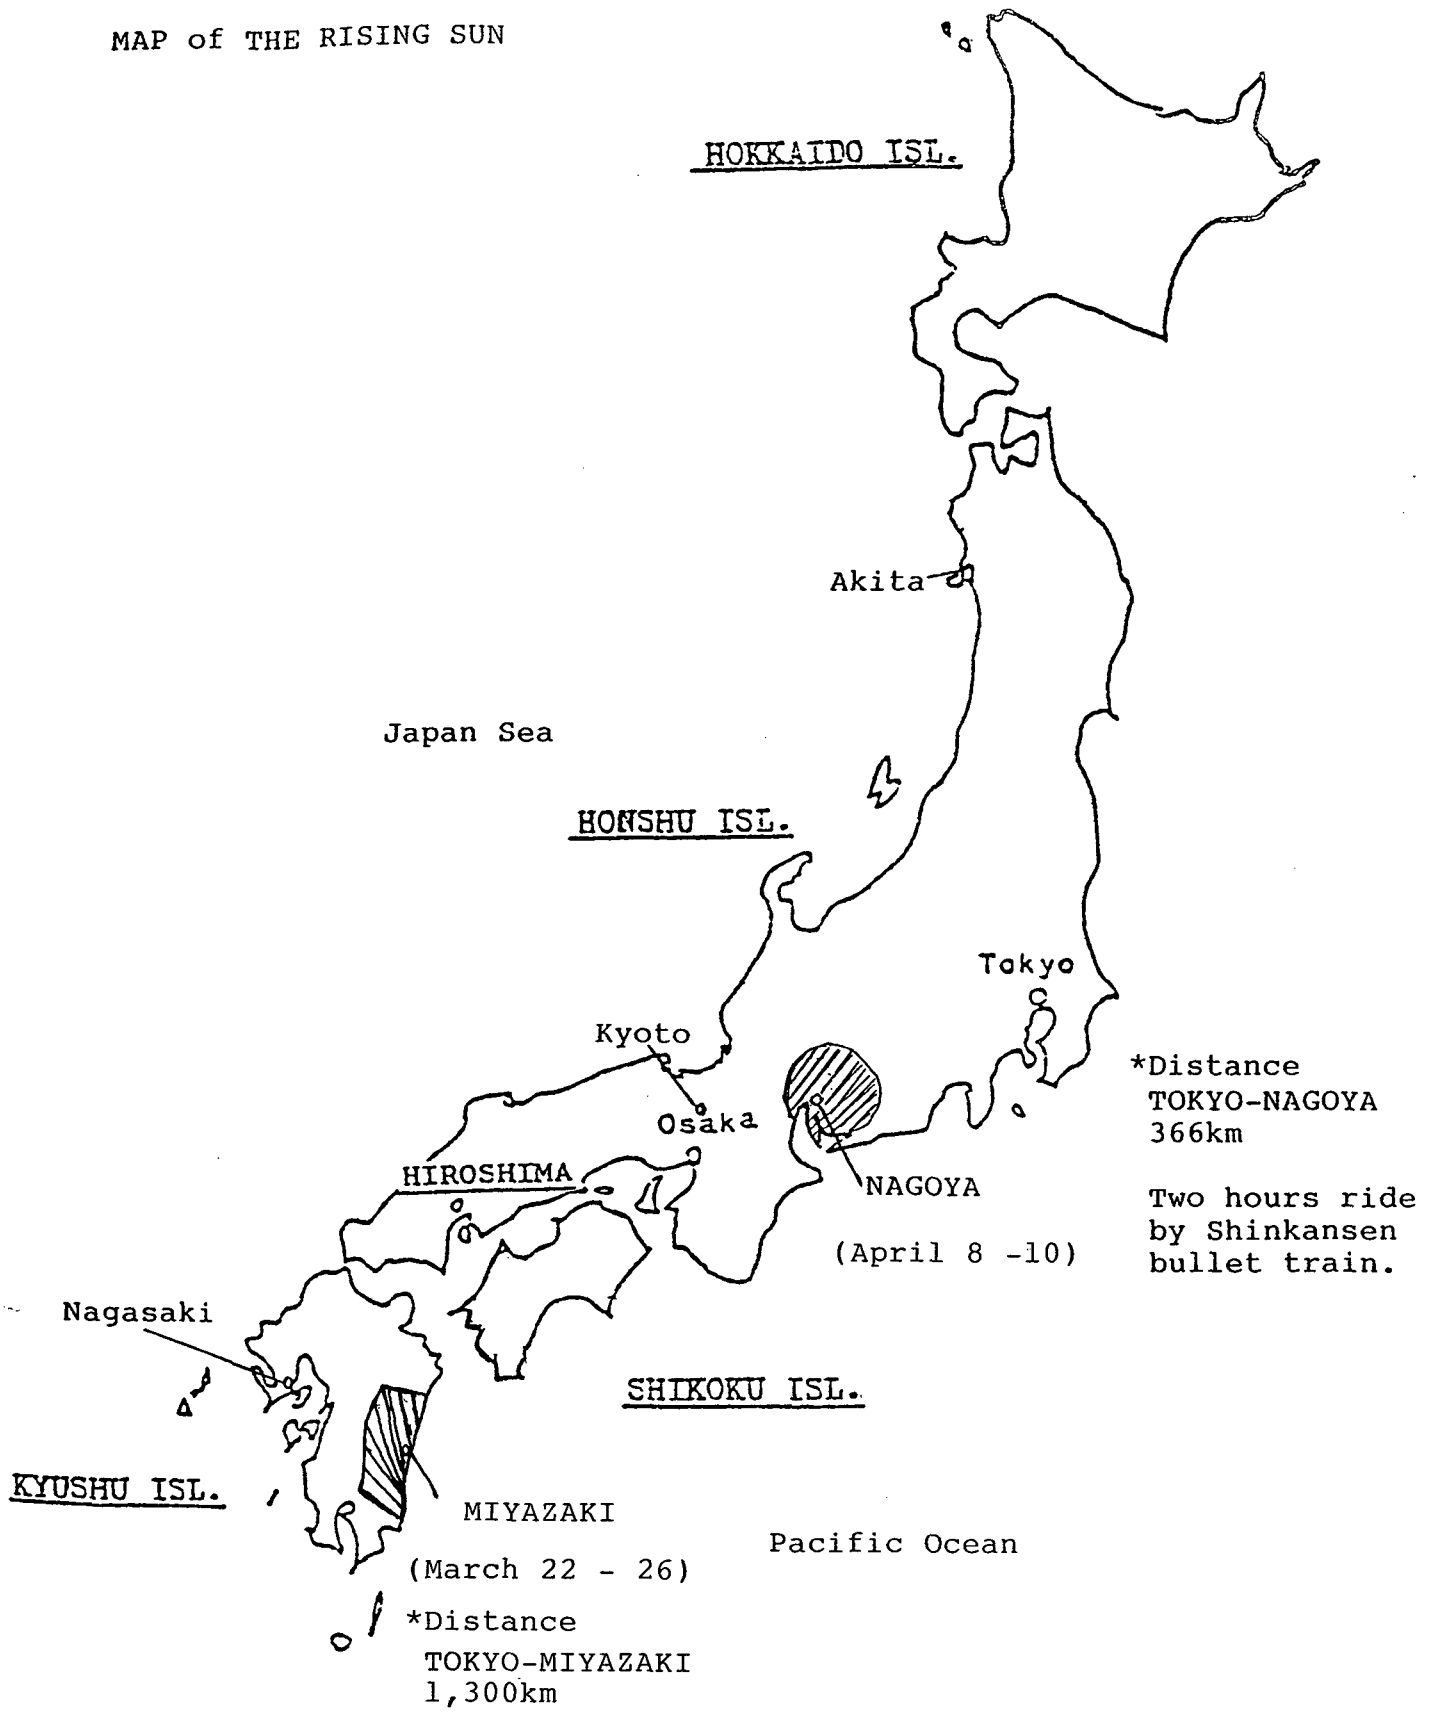 MAP of THE RISING SUN
HOKKAIDO ISL.
Akita
Japan Sea
HONSHU ISL.
Tokyo
Kyoto
*Distance
TOKYO-NAGOYA
366km
Osaka
HIROSHIMA
NAGOYA
Two hours ride
by Shinkansen
bullet train.
(April 8 -10)
Nagasaki
SHIKOKU ISL.
KYUSHU ISL.
MIYAZAKI
Pacific Ocean
(March 22 - 26)
*Distance
TOKYO-MIYAZAKI
1,300km